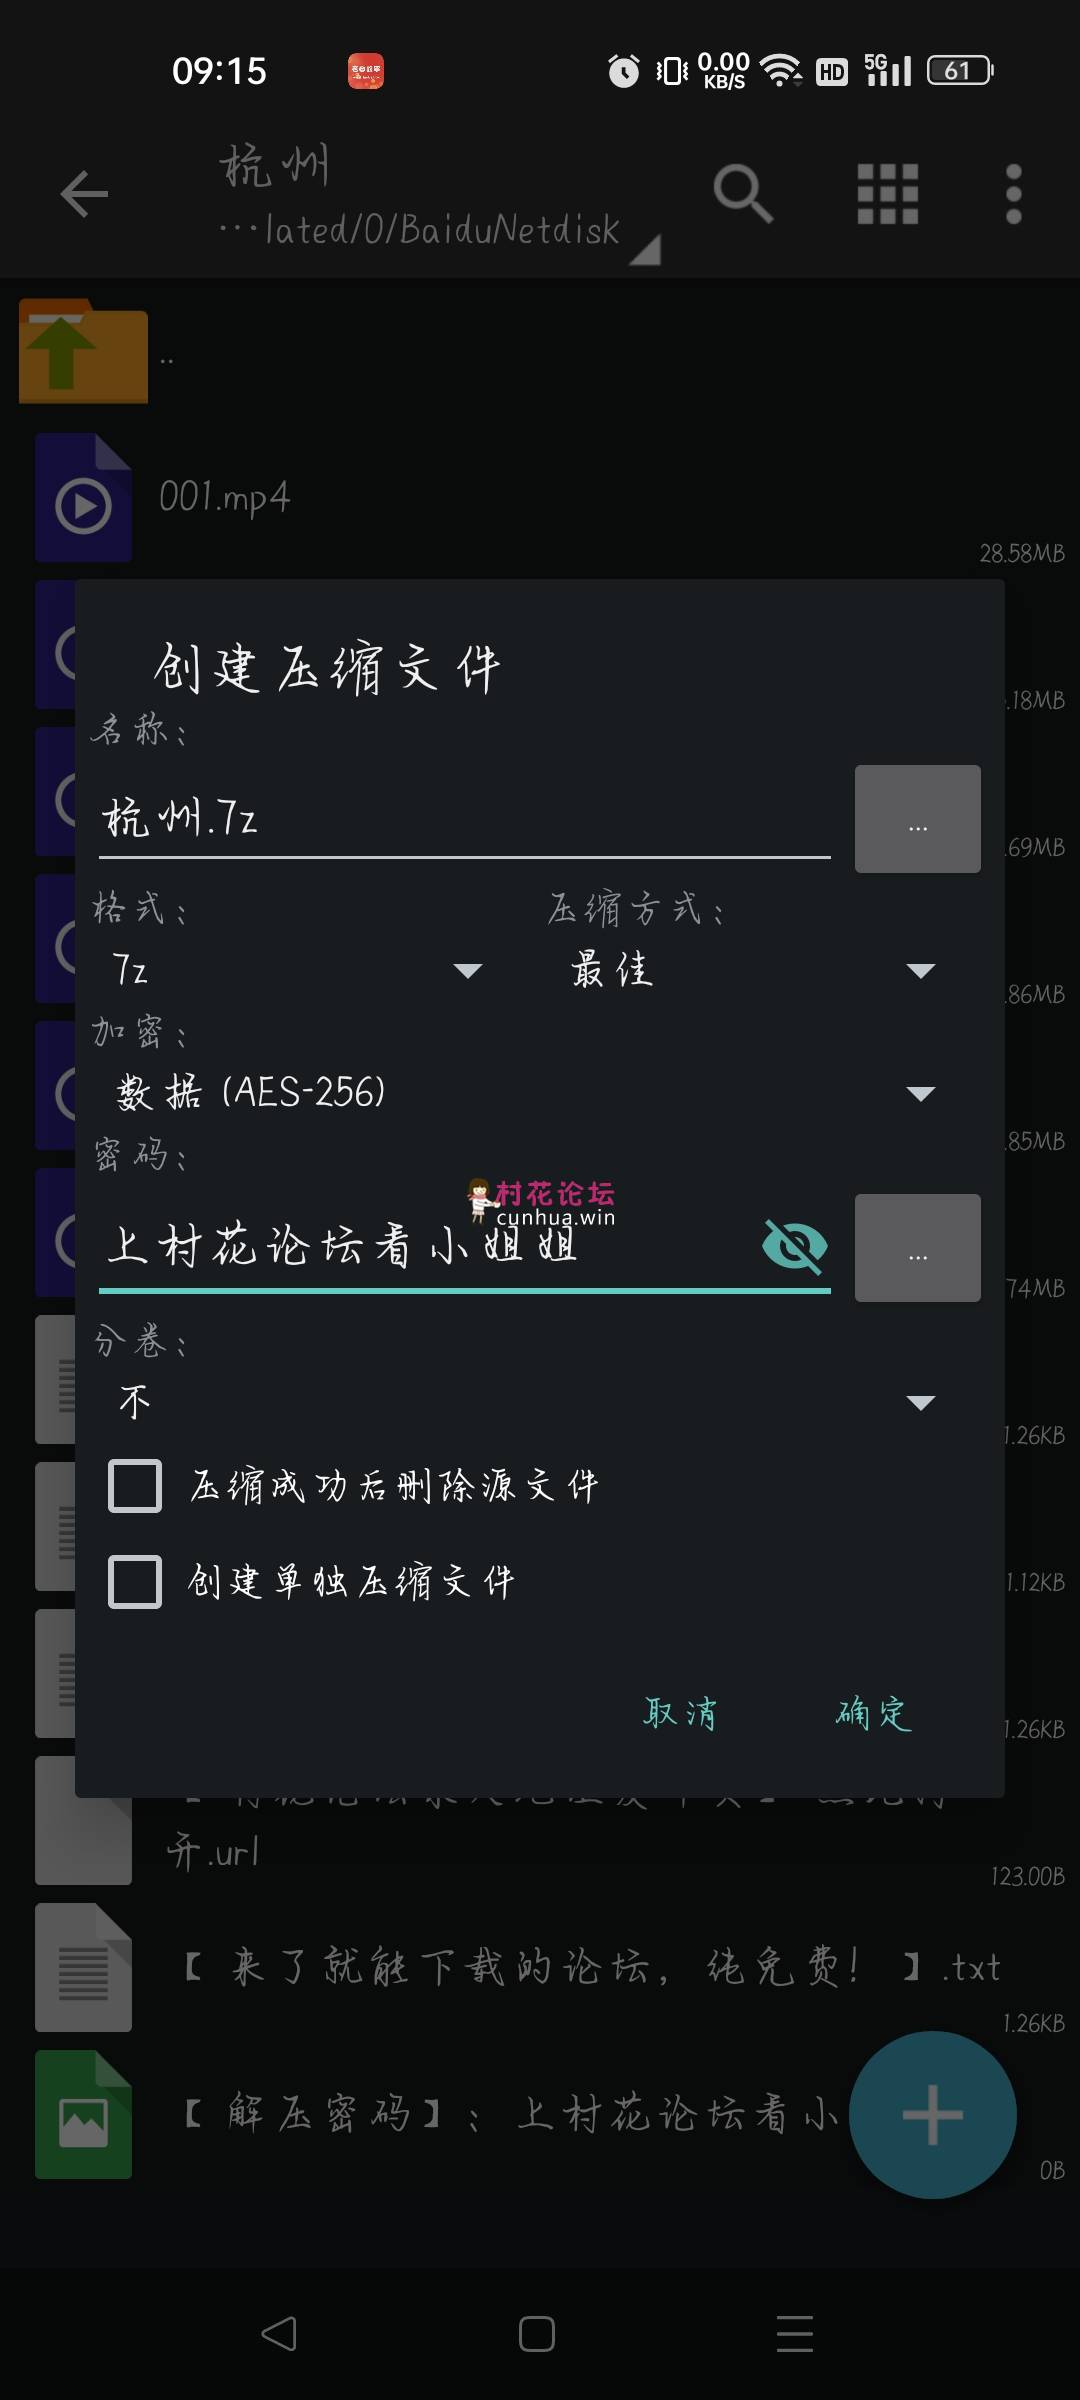 09:15
0.00
KB/S
HD
5G
61
杭州
…lated/0/BaiduNetdisk
..
001.mp4
28.58MB
创建压缩文件
.18MB
名称:
杭州.7z
...
.69MB
格式:
压缩方式:
7z
最佳
.86MB
加密:
数据 (AES-256)
密码:
.85MB
村花论坛
cunhua.win
上村花论坛看小姐姐
...
74MB
分卷:
不
1.26KB
压缩成功后删除源文件
创建单独压缩文件
1.12KB
取消
确定
1.26KB
开.url
123.00B
【来了就能下载的论坛,纯免费!】.txt
1.26KB
【解压密码】:上村花论坛看小
0B